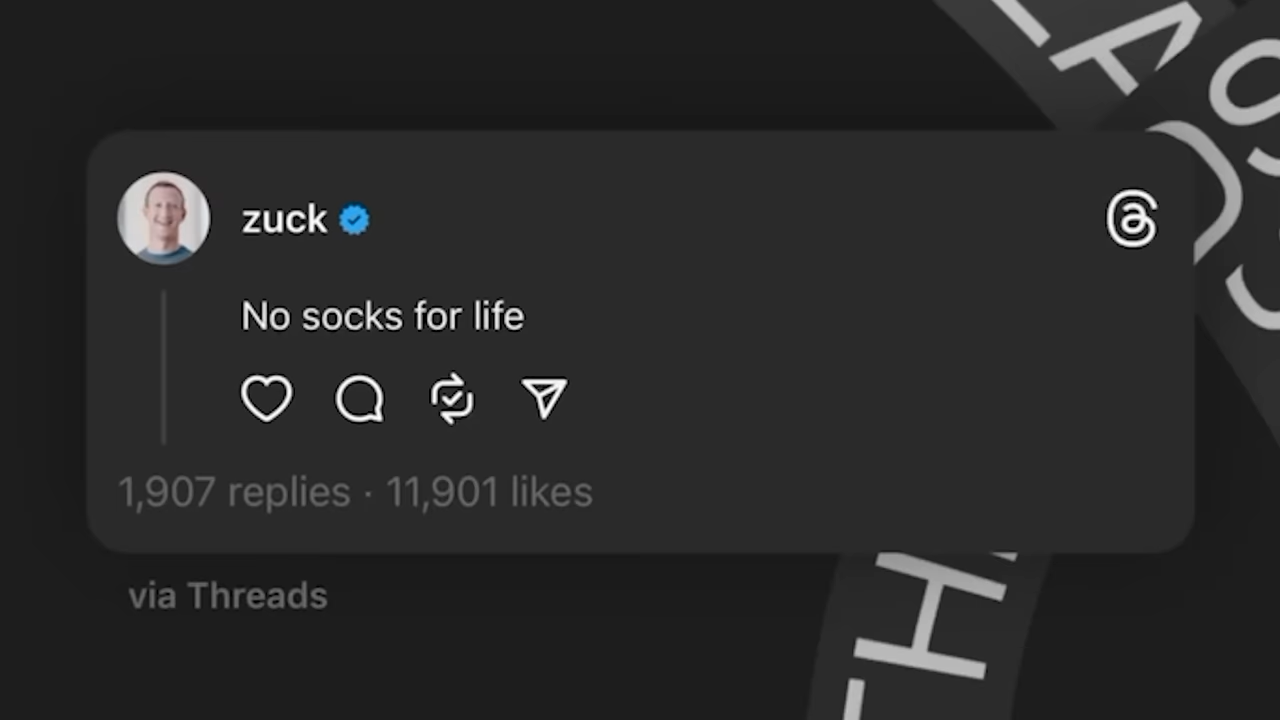 zuck
No socks for life
1,907 replies · 11,901 likes
via Threads